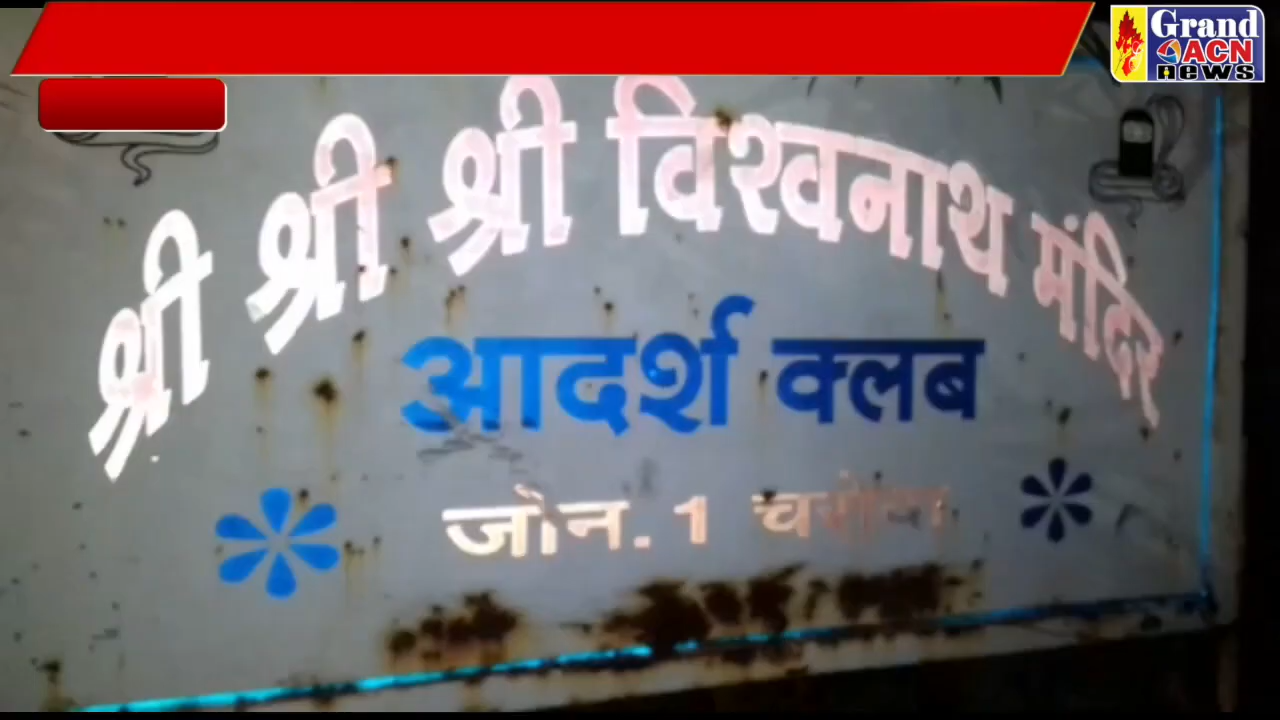 Grand
ACN
news
श्री श्री श्री विश्वनाथ मंदिर
आदर्श क्लब
जोन. 1